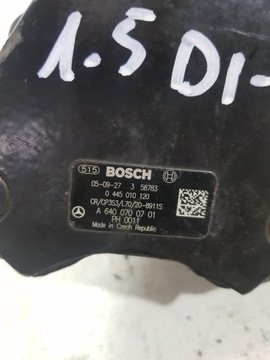 1.5 DI-
515 BOSCH
05-09-27 3 58783
0 445 010 120
CR/CP3S3/L70/20-8911S
A 640 070 07 01
PH 0011
Made in Czech Republic